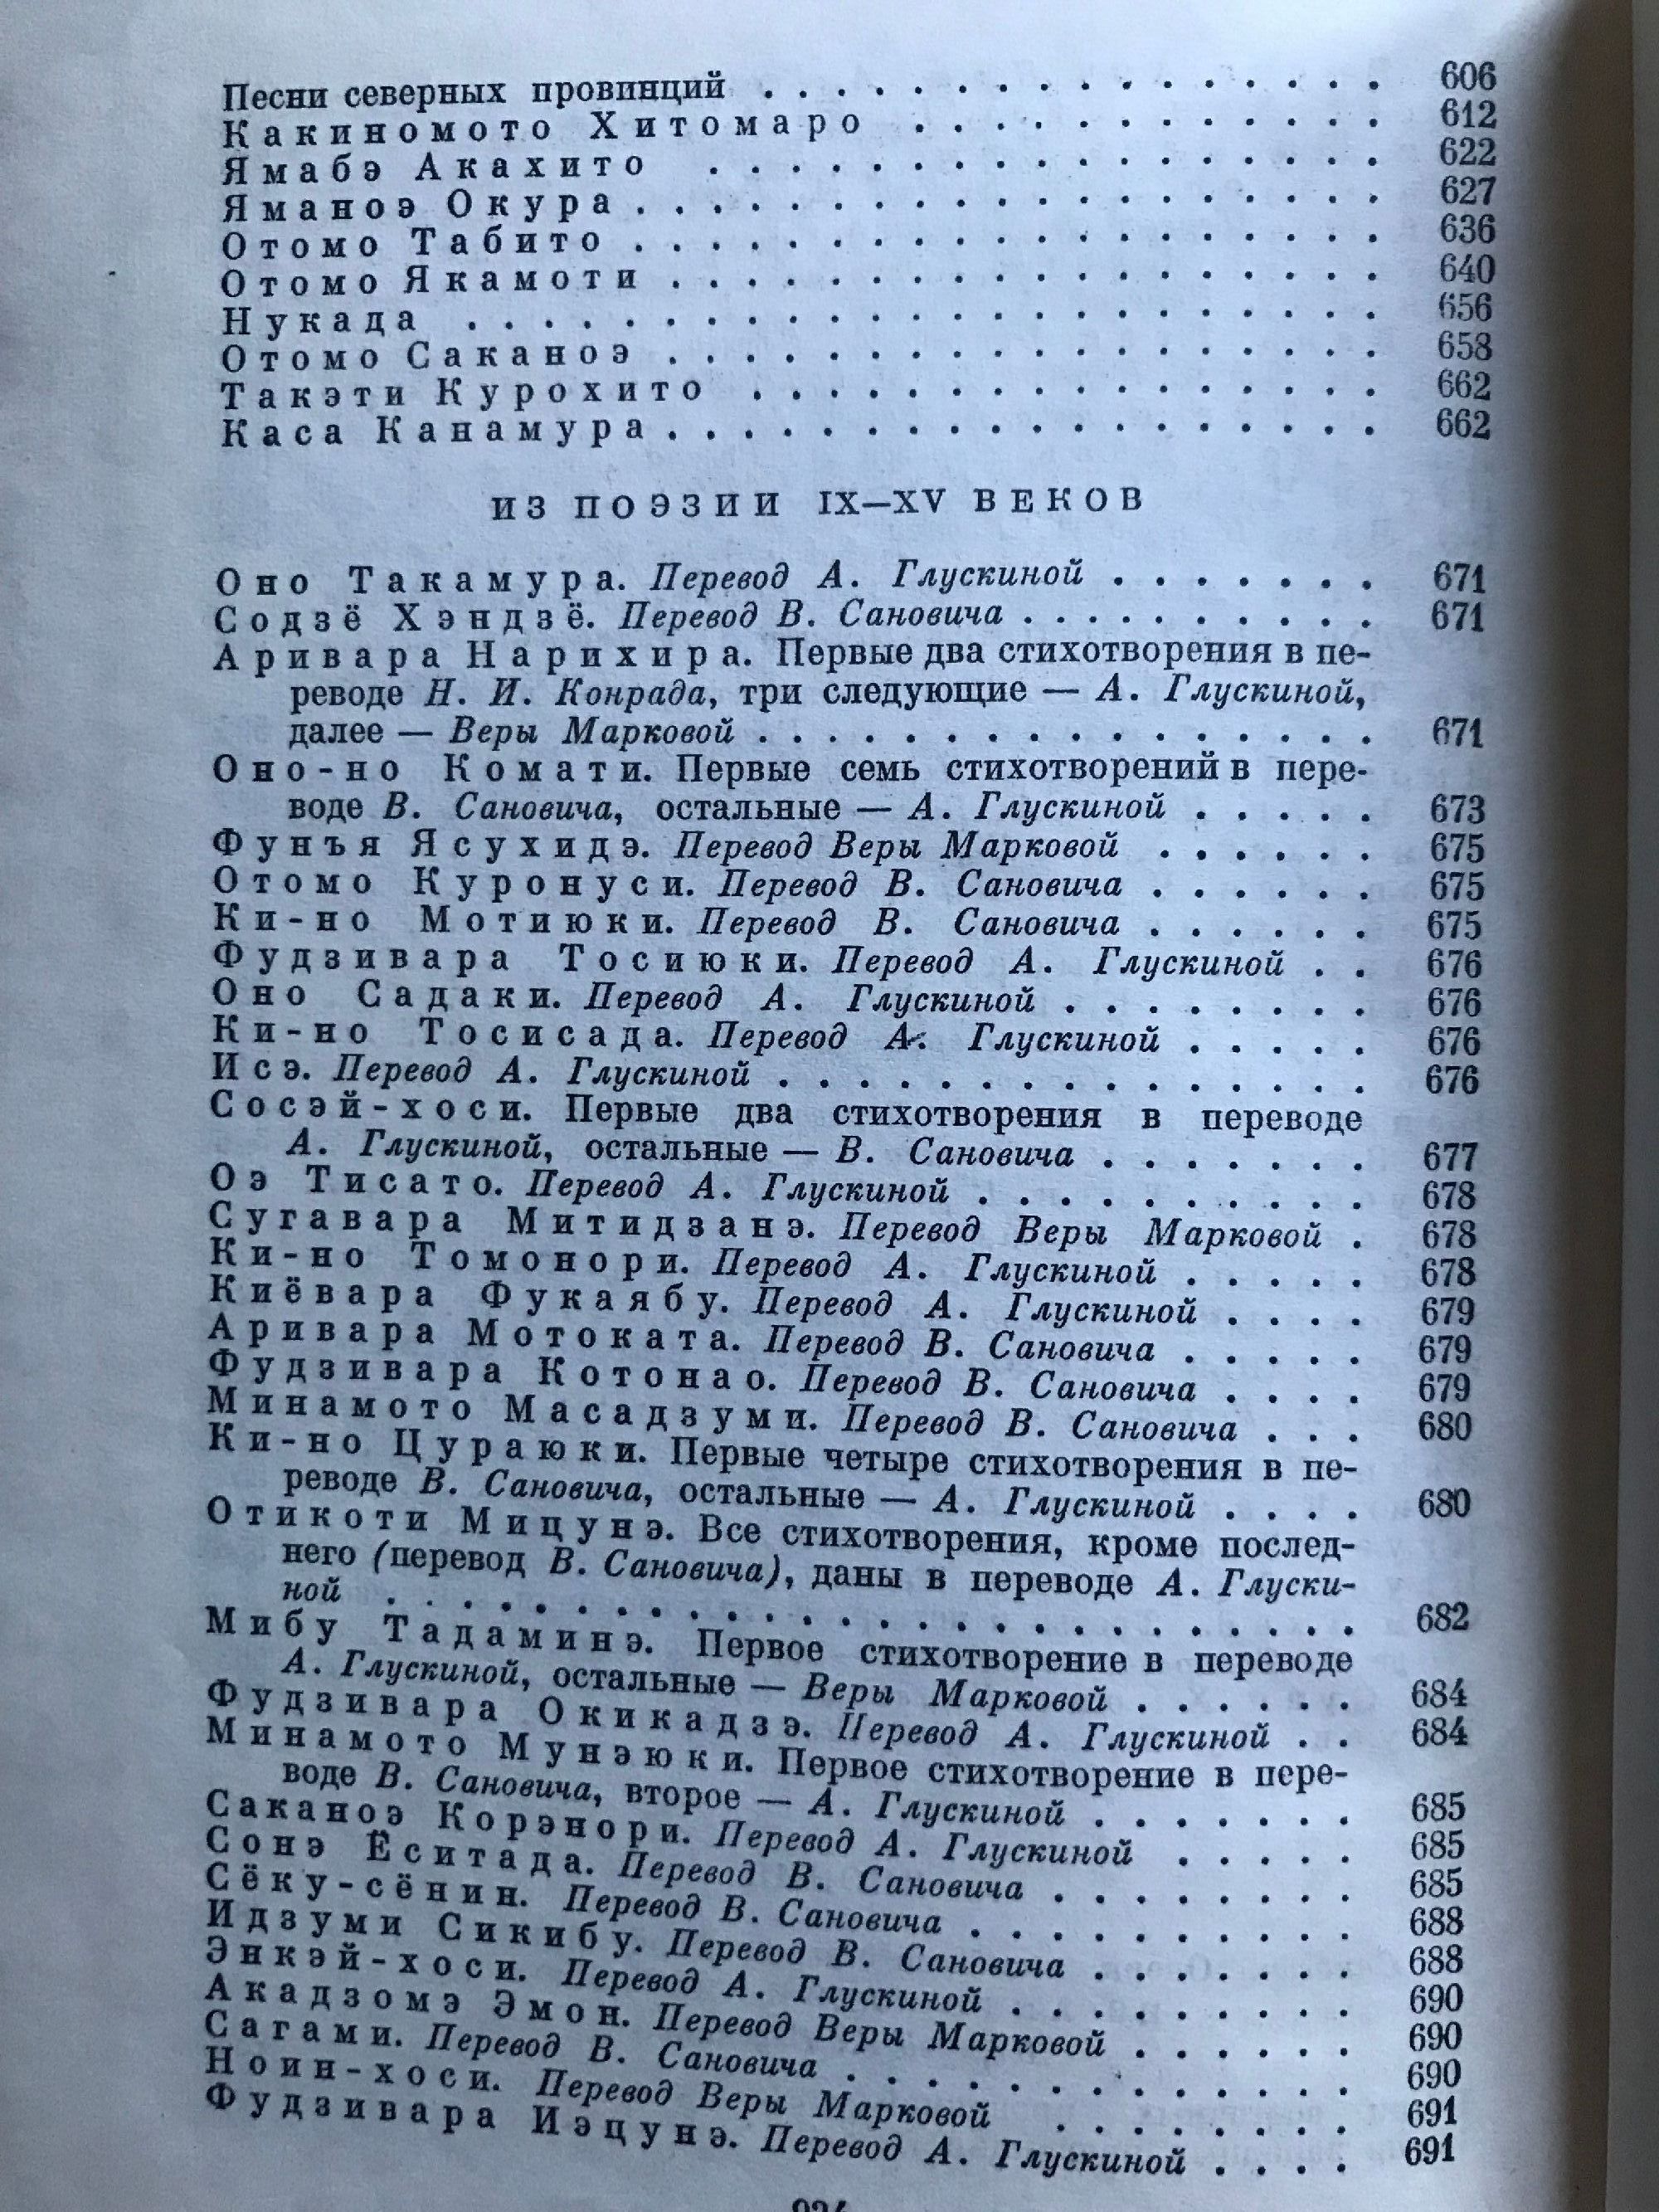 Песни северных провинций . . . . . . . . . . . . . . . . 606
Какиномото Хитомаро . . . . . . . . . . . . 612
Ямабэ Акахито . . . . . . . . . . . . . . . . . 622
Яманоэ Окура . . . . . . . . . . . . . . . . . . 627
Отомо Табито . . . . . . . . . . . . . . . . . . 636
Отомо Якамоти . . . . . . . . . . . . . . . . . 640
Нукада . . . . . . . . . . . . . . . . . . . . . . 656
Отомо Саканоэ . . . . . . . . . . . . . . . . . 658
Такэти Курохито . . . . . . . . . . . . . . . 662
Каса Канамура . . . . . . . . . . . . . . . . . 662
ИЗ ПОЭЗИИ IX—XV ВЕКОВ
Оно Такамура. Перевод А. Глускиной . . . . . . . 671
Содзё Хэндзё. Перевод В. Сановича . . . . . . . . . 671
Аривара Нарихира. Первые два стихотворения в пе-
реводе Н. И. Конрада, три следующие — А. Глускиной,
далее — Веры Марковой . . . . . . . . . . . . . . . . 671
Оно-но Комати. Первые семь стихотворений в пере-
воде В. Сановича, остальные — А. Глускиной . . . . . 673
Фунъя Ясухидэ. Перевод Веры Марковой . . . . . . 675
Отомо Куронуси. Перевод В. Сановича . . . . . . 675
Ки-но Мотиюки. Перевод В. Сановича . . . . . . 675
Фудзивара Тосиюки. Перевод А. Глускиной . . 676
Оно Садаки. Перевод А. Глускиной . . . . . . . . 676
Ки-но Тосисада. Перевод А. Глускиной . . . . . 676
Исэ. Перевод А. Глускиной . . . . . . . . . . . . . . . 676
Сосэй-хоси. Первые два стихотворения в переводе
А. Глускиной, остальные — В. Сановича . . . . . . . 677
Оэ Тисато. Перевод А. Глускиной . . . . . . . . . . 678
Сугавара Митидзанэ. Перевод Веры Марковой . 678
Ки-но Томонори. Перевод А. Глускиной . . . . . 678
Киёвара Фукаябу. Перевод А. Глускиной . . . . 679
Аривара Мотоката. Перевод В. Сановича . . . . . 679
Фудзивара Котонао. Перевод В. Сановича . . . . 679
Минамото Масадзуми. Перевод В. Сановича . . . 680
Ки-но Цураюки. Первые четыре стихотворения в пе-
реводе В. Сановича, остальные — А. Глускиной . . . . 680
Отикоти Мицунэ. Все стихотворения, кроме послед-
него (перевод В. Сановича), даны в переводе А. Глуски-
ной . . . . . . . . . . . . . . . . . . . . . . . . . 682
Мибу Тадаминэ. Первое стихотворение в переводе
А. Глускиной, остальные — Веры Марковой . . . . . . 684
Фудзивара Окикадзэ. Перевод А. Глускиной . . 684
Минамото Мунэюки. Первое стихотворение в пере-
воде В. Сановича, второе — А. Глускиной . . . . . . . 685
Саканоэ Корэнори. Перевод А. Глускиной . . . . . 685
Сонэ Ёситада. Перевод В. Сановича . . . . . . . . 685
Сёку-сёнин. Перевод В. Сановича . . . . . . . . . . 688
Идзуми Сикибу. Перевод В. Сановича . . . . . . . 688
Энкэй-хоси. Перевод А. Глускиной . . . . . . . . . 690
Акадзомэ Эмон. Перевод Веры Марковой . . . . . . 690
Сагами. Перевод В. Сановича . . . . . . . . . . . . . 690
Ноин-хоси. Перевод Веры Марковой . . . . . . . . 691
Фудзивара Иэцунэ. Перевод А. Глускиной . . . . 691